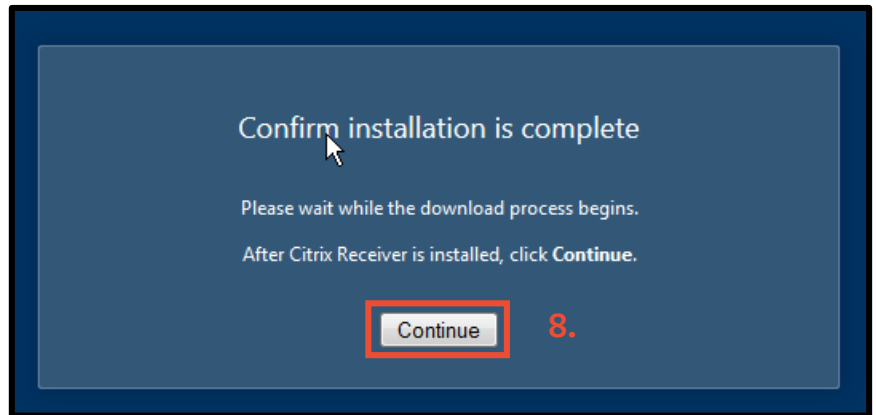 Confirm installation is complete
Please wait while the download process begins.
After Citrix Receiver is installed, click Continue.
Continue 8.